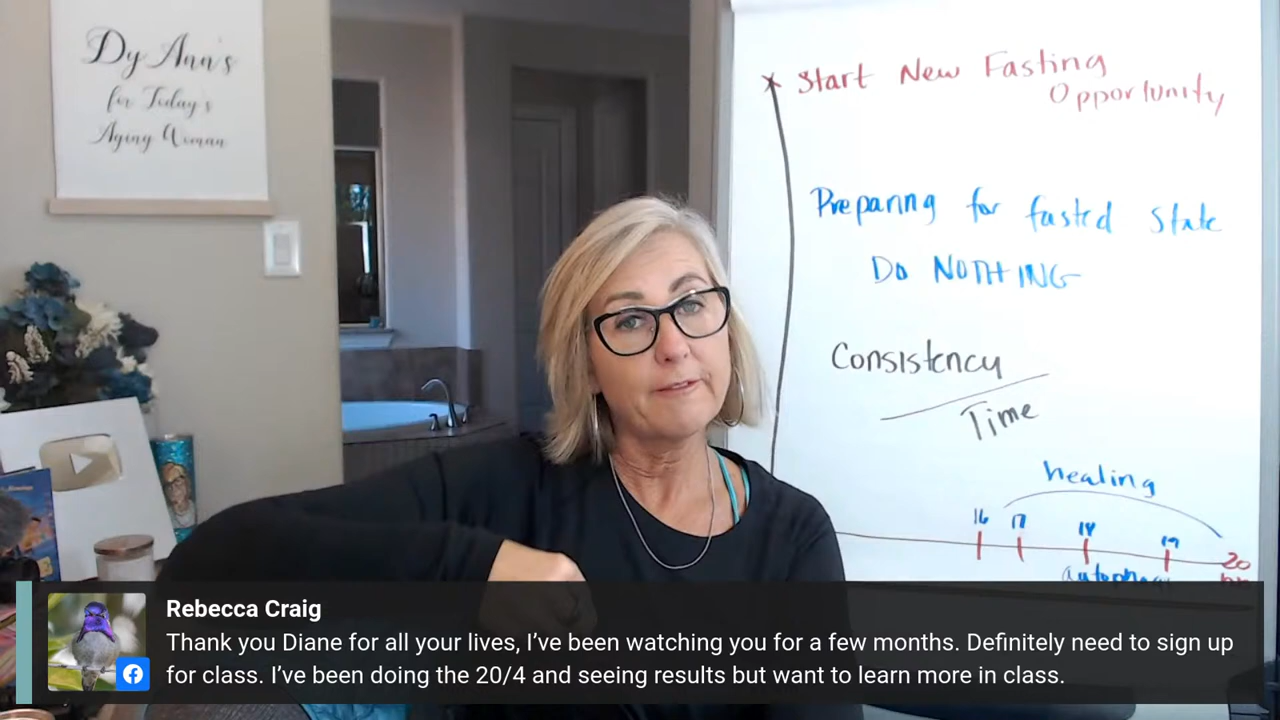 DyAnn's
for Today's
Aging Woman
Start New Fasting
Opportunity
Preparing for fasted State
DO NOTHING
Consistency
Time
healing
16 17 18 19 20
Rebecca Craig
Thank you Diane for all your lives, I've been watching you for a few months. Definitely need to sign up
for class. I've been doing the 20/4 and seeing results but want to learn more in class.